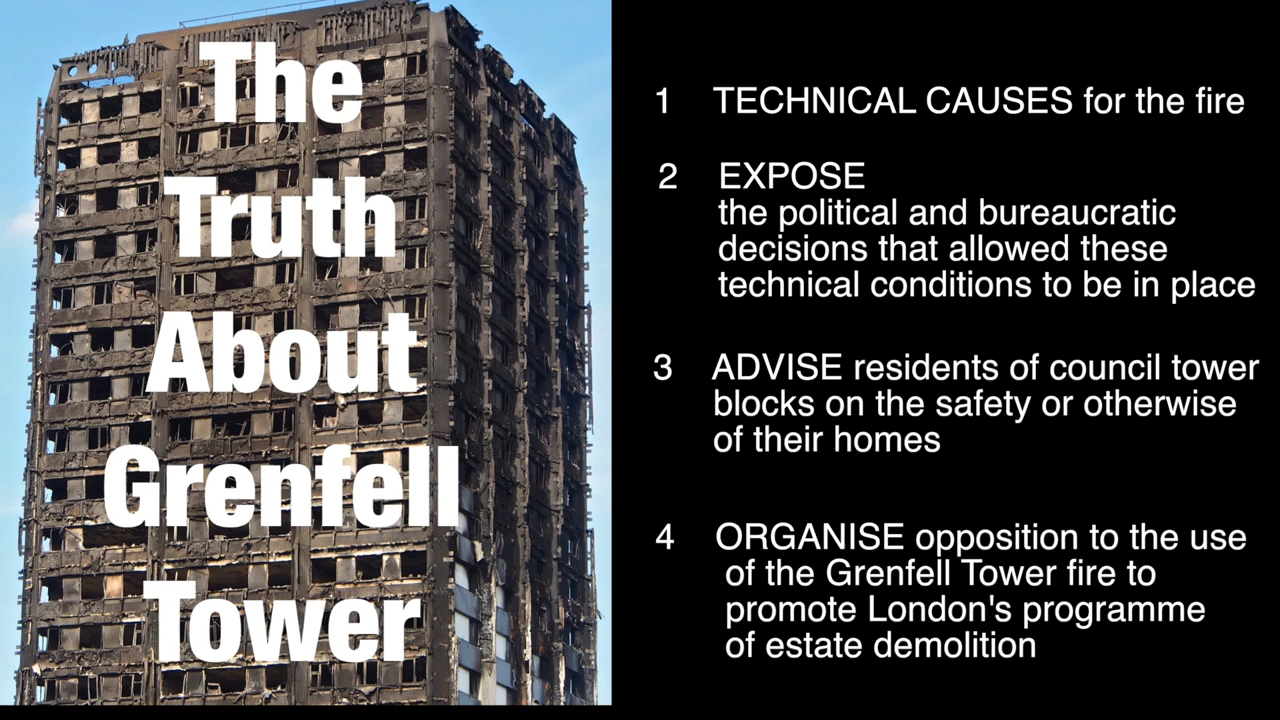 The
Truth
About
Grenfell
Tower
1 TECHNICAL CAUSES for the fire
2 EXPOSE
the political and bureaucratic
decisions that allowed these
technical conditions to be in place
3 ADVISE residents of council tower
blocks on the safety or otherwise
of their homes
4 ORGANISE opposition to the use
of the Grenfell Tower fire to
promote London's programme
of estate demolition